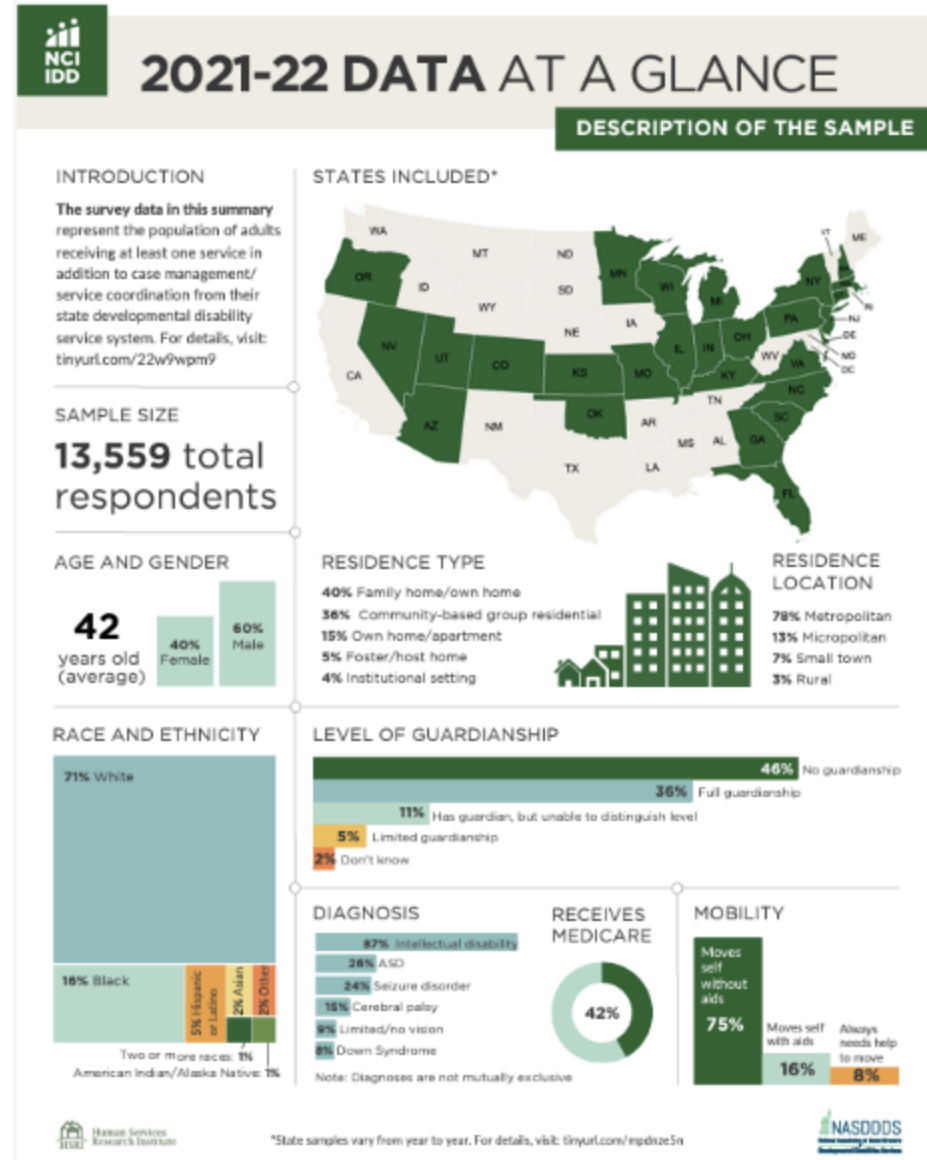 NCI
IDD
2021-22 DATA AT A GLANCE
DESCRIPTION OF THE SAMPLE
INTRODUCTION
The survey data in this summary
represent the population of adults
receiving at least one service in
addition to case management/
service coordination from their
state developmental disability
service system. For details, visit:
tinyurl.com/22w9wpm9
SAMPLE SIZE
13,559 total
respondents
STATES INCLUDED*
WA
MT
ND
MN
VT
ME
OR
ID
SD
WI
MI
NY
WY
RI
IA
PA
NJ
NE
OH
DE
NV
UT
IL
IN
WV
MD
CO
VA
DC
CA
KS
MO
KY
NC
TN
OK
SC
AZ
NM
AR
MS
AL
GA
TX
LA
FL
AGE AND GENDER
42
years old
(average)
40%
Female
60%
Male
RESIDENCE TYPE
40% Family home/own home
36% Community-based group residential
15% Own home/apartment
5% Foster/host home
4% Institutional setting
RESIDENCE
LOCATION
78% Metropolitan
13% Micropolitan
7% Small town
3% Rural
RACE AND ETHNICITY
71% White
16% Black
5% Hispanic
or Latino
2% Asian
2% Other
Two or more races: 1%
American Indian/Alaska Native: 1%
LEVEL OF GUARDIANSHIP
46% No guardianship
36% Full guardianship
11% Has guardian, but unable to distinguish level
5% Limited guardianship
2% Don't know
DIAGNOSIS
87% Intellectual disability
26% ASD
24% Seizure disorder
15% Cerebral palsy
9% Limited/no vision
8% Down Syndrome
Note: Diagnoses are not mutually exclusive
RECEIVES
MEDICARE
42%
MOBILITY
Moves
self
without
aids
75%
Moves self
with aids
16%
Always
needs help
to move
8%
HSRI
Human Services
Research Institute
*State samples vary from year to year. For details, visit: tinyurl.com/mpdnze5n
NASDDDS